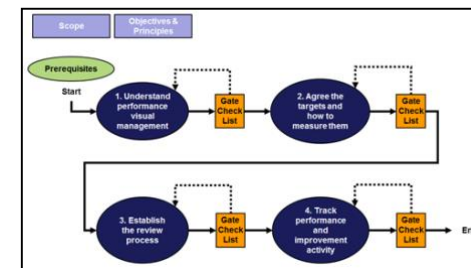 Scope
Objectives &
Principles
Prerequisites
Start
1. Understand
performance
visual
management
Gate
Check
List
2. Agree the
targets and
how to
measure them
Gate
Check
List
3. Establish
the review
process
Gate
Check
List
4. Track
performance
and
improvement
activity
Gate
Check
List
En